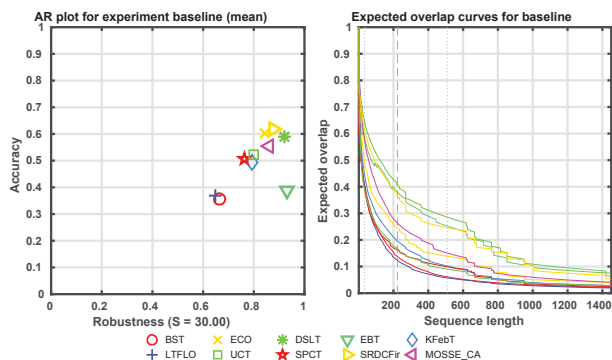 AR plot for experiment baseline (mean)
1
0.9
0.8
0.7
0.6
0.5
0.4
0.3
0.2
0.1
0
Accuracy
0 0.2 0.4 0.6 0.8 1
Robustness (S = 30.00)
Expected overlap curves for baseline
1
0.9
0.8
0.7
0.6
0.5
0.4
0.3
0.2
0.1
0
Expected overlap
200 400 600 800 1000 1200 1400
Sequence length
BST ECO DSLT EBT KFebT
LTFLO UCT SPCT SRDCFir MOSSE_CA